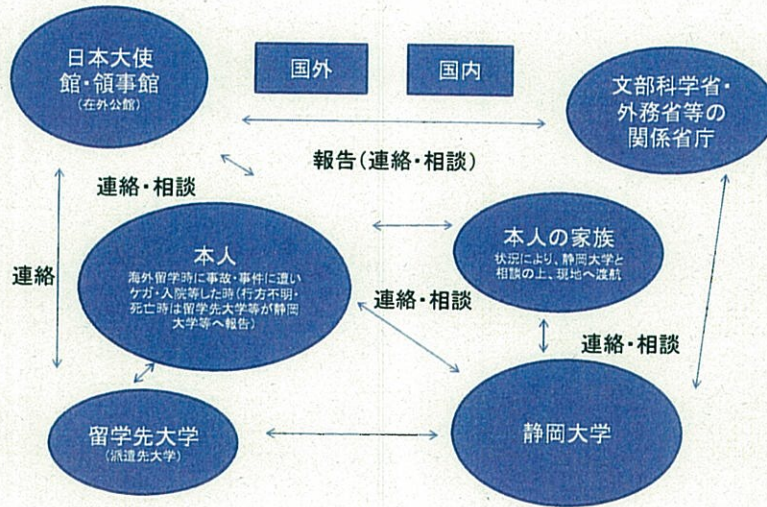 日本大使
館・領事館
(在外公館)
国外
国内
文部科学省・
外務省等の
関係省庁
報告(連絡・相談)
連絡・相談
本人
海外留学時に事故・事件に遭い
ケガ・入院等した時(行方不明・
死亡時は留学先大学等が静岡
大学等へ報告)
本人の家族
状況により、静岡大学と
相談の上、現地へ渡航
連絡
連絡・相談
連絡・相談
留学先大学
(派遣先大学)
静岡大学